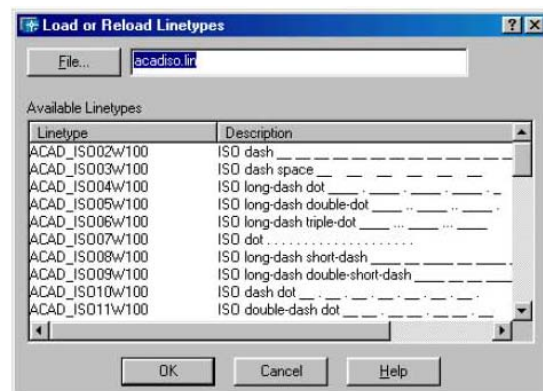 Load or Reload Linetypes
File...
acadiso.lin
Available Linetypes
Linetype Description
ACAD_ISO02W100 ISO dash __ __ __ __ __ __ __ __ __ __ __ __ __
ACAD_ISO03W100 ISO dash space __ __ __ __ __ __
ACAD_ISO04W100 ISO long-dash dot ____ . ____ . ____ . ____ . _
ACAD_ISO05W100 ISO long-dash double-dot ____ .. ____ .. ____ .
ACAD_ISO06W100 ISO long-dash triple-dot ____ ... ____ ... ____
ACAD_ISO07W100 ISO dot . . . . . . . . . . . . . . . . . . . .
ACAD_ISO08W100 ISO long-dash short-dash ____ __ ____ __ ____
ACAD_ISO09W100 ISO long-dash double-short-dash ____ __ __ ____
ACAD_ISO10W100 ISO dash dot __ . __ . __ . __ . __ . __ . __ .
ACAD_ISO11W100 ISO double-dash dot __ __ . __ __ . __ __ . __
OK Cancel Help